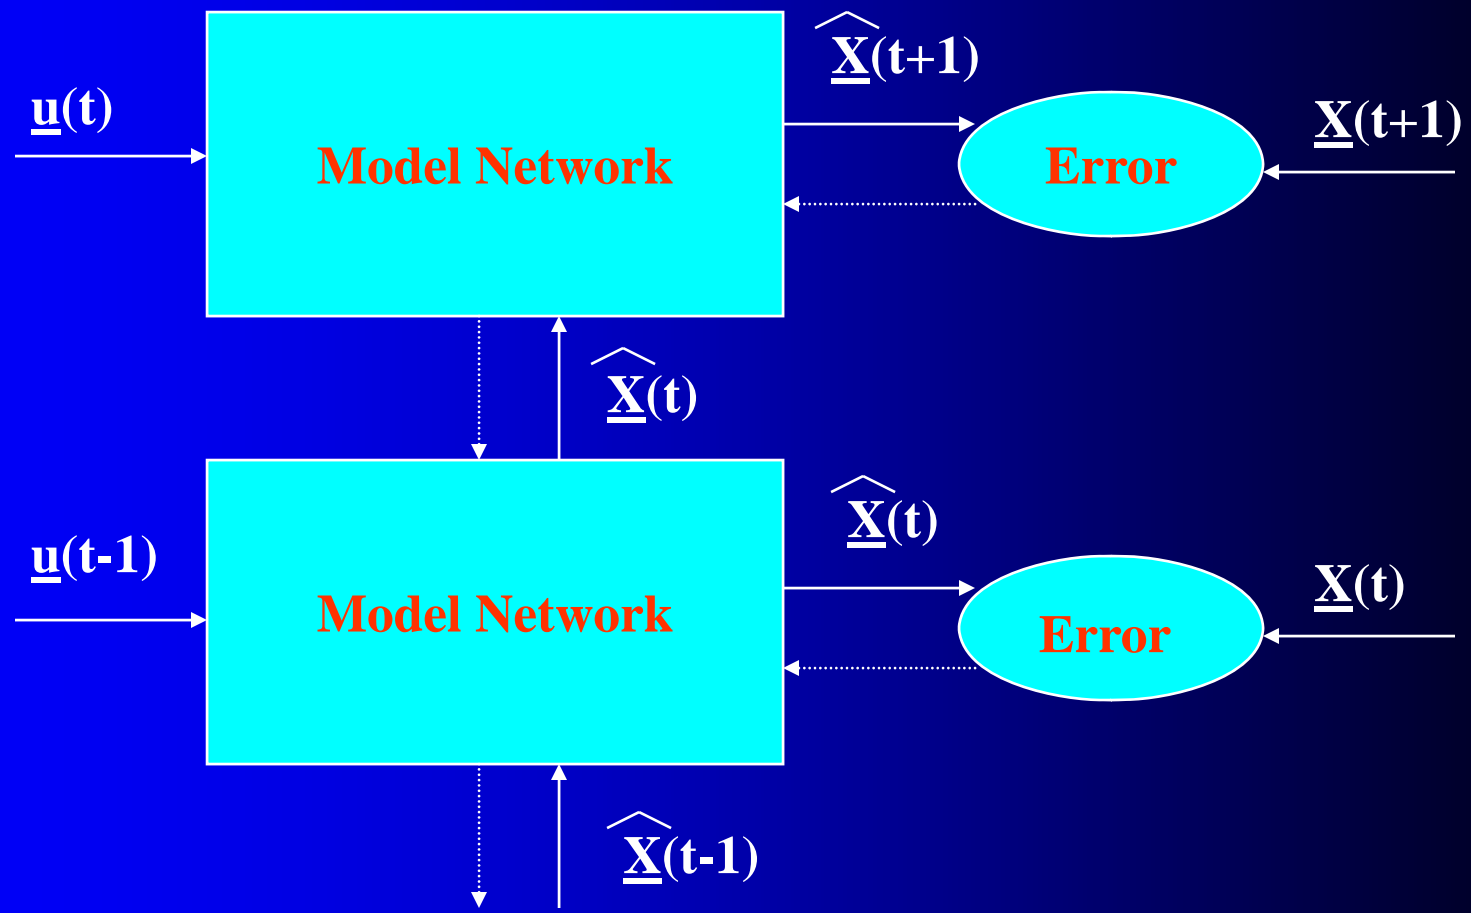 X̂(t+1)
u(t)
X(t+1)
Model Network
Error
X̂(t)
X̂(t)
u(t-1)
X(t)
Model Network
Error
X̂(t-1)